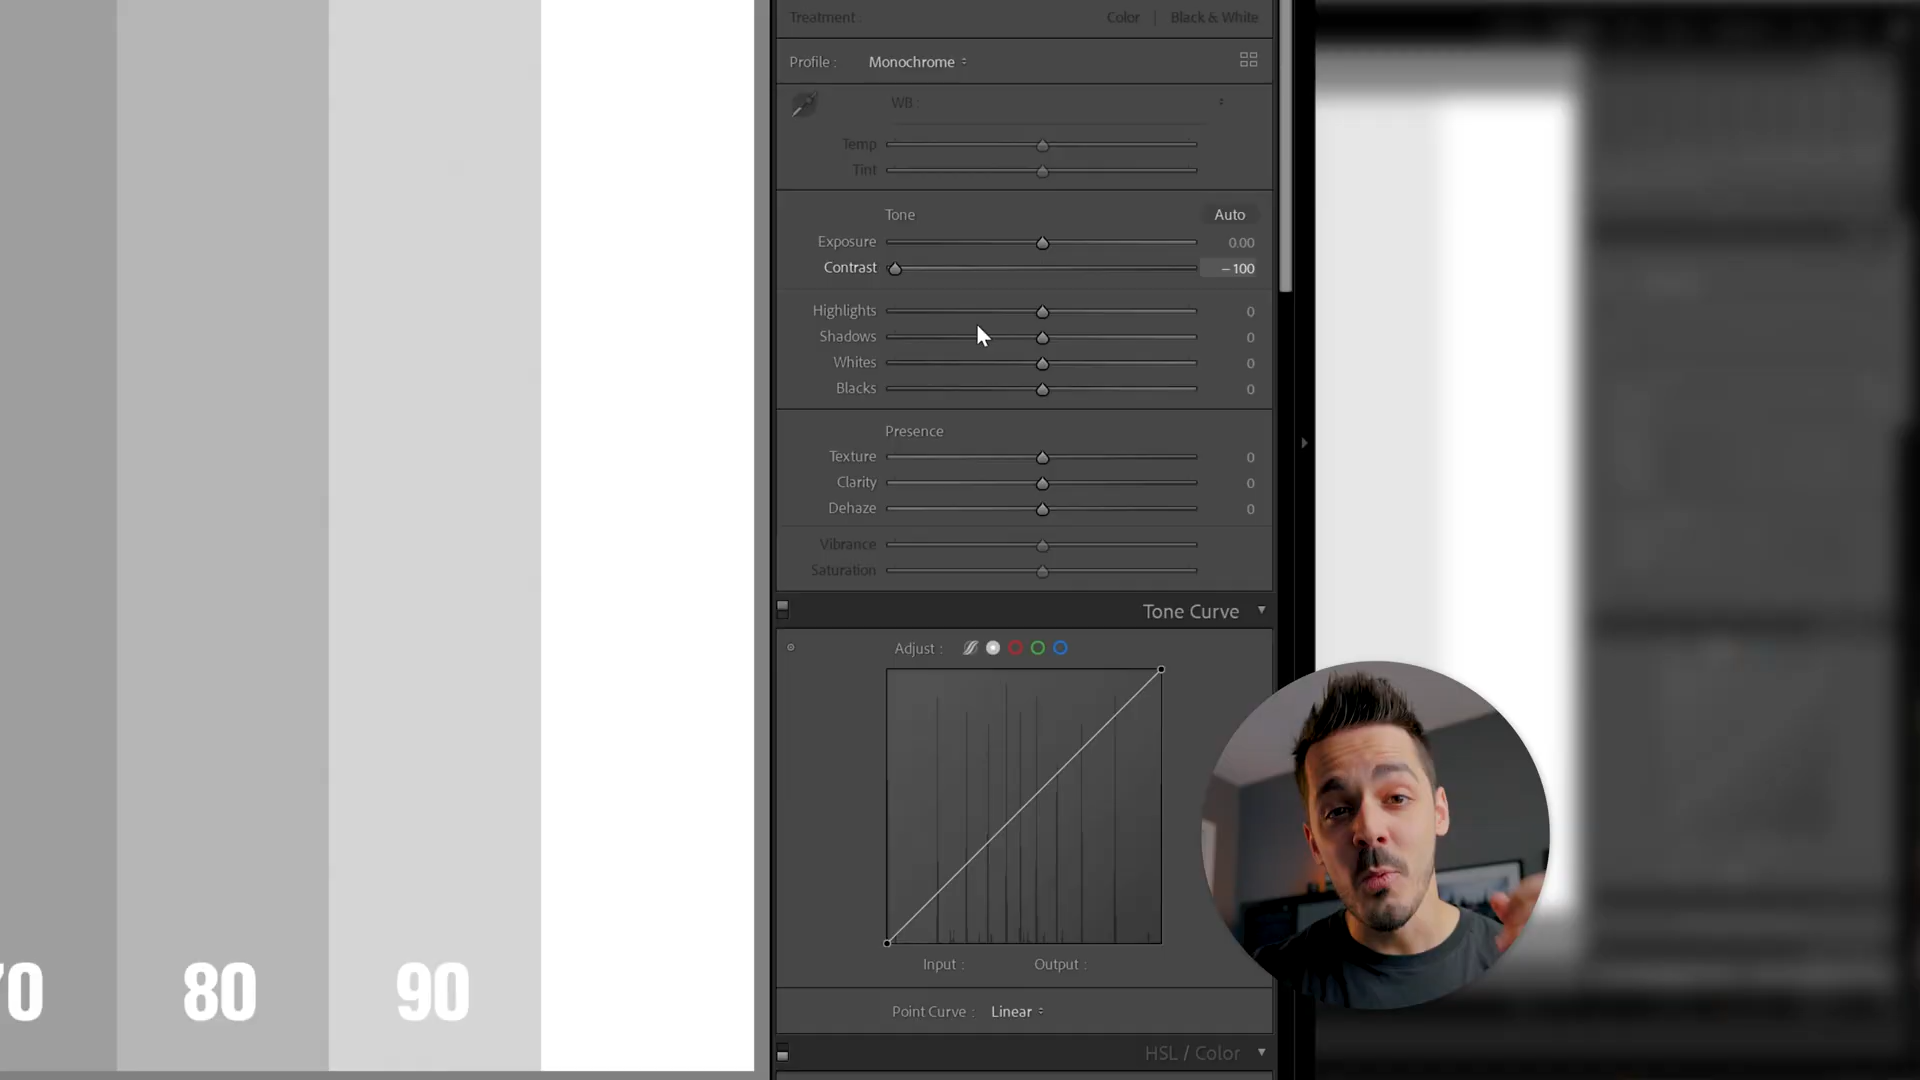 Treatment :
Color | Black & White
Profile : Monochrome
WB :
Temp
Tint
Tone Auto
Exposure 0.00
Contrast – 100
Highlights 0
Shadows 0
Whites 0
Blacks 0
Presence
Texture 0
Clarity 0
Dehaze 0
Vibrance
Saturation
Tone Curve
Adjust :
Input : Output :
Point Curve : Linear
HSL / Color
70 80 90